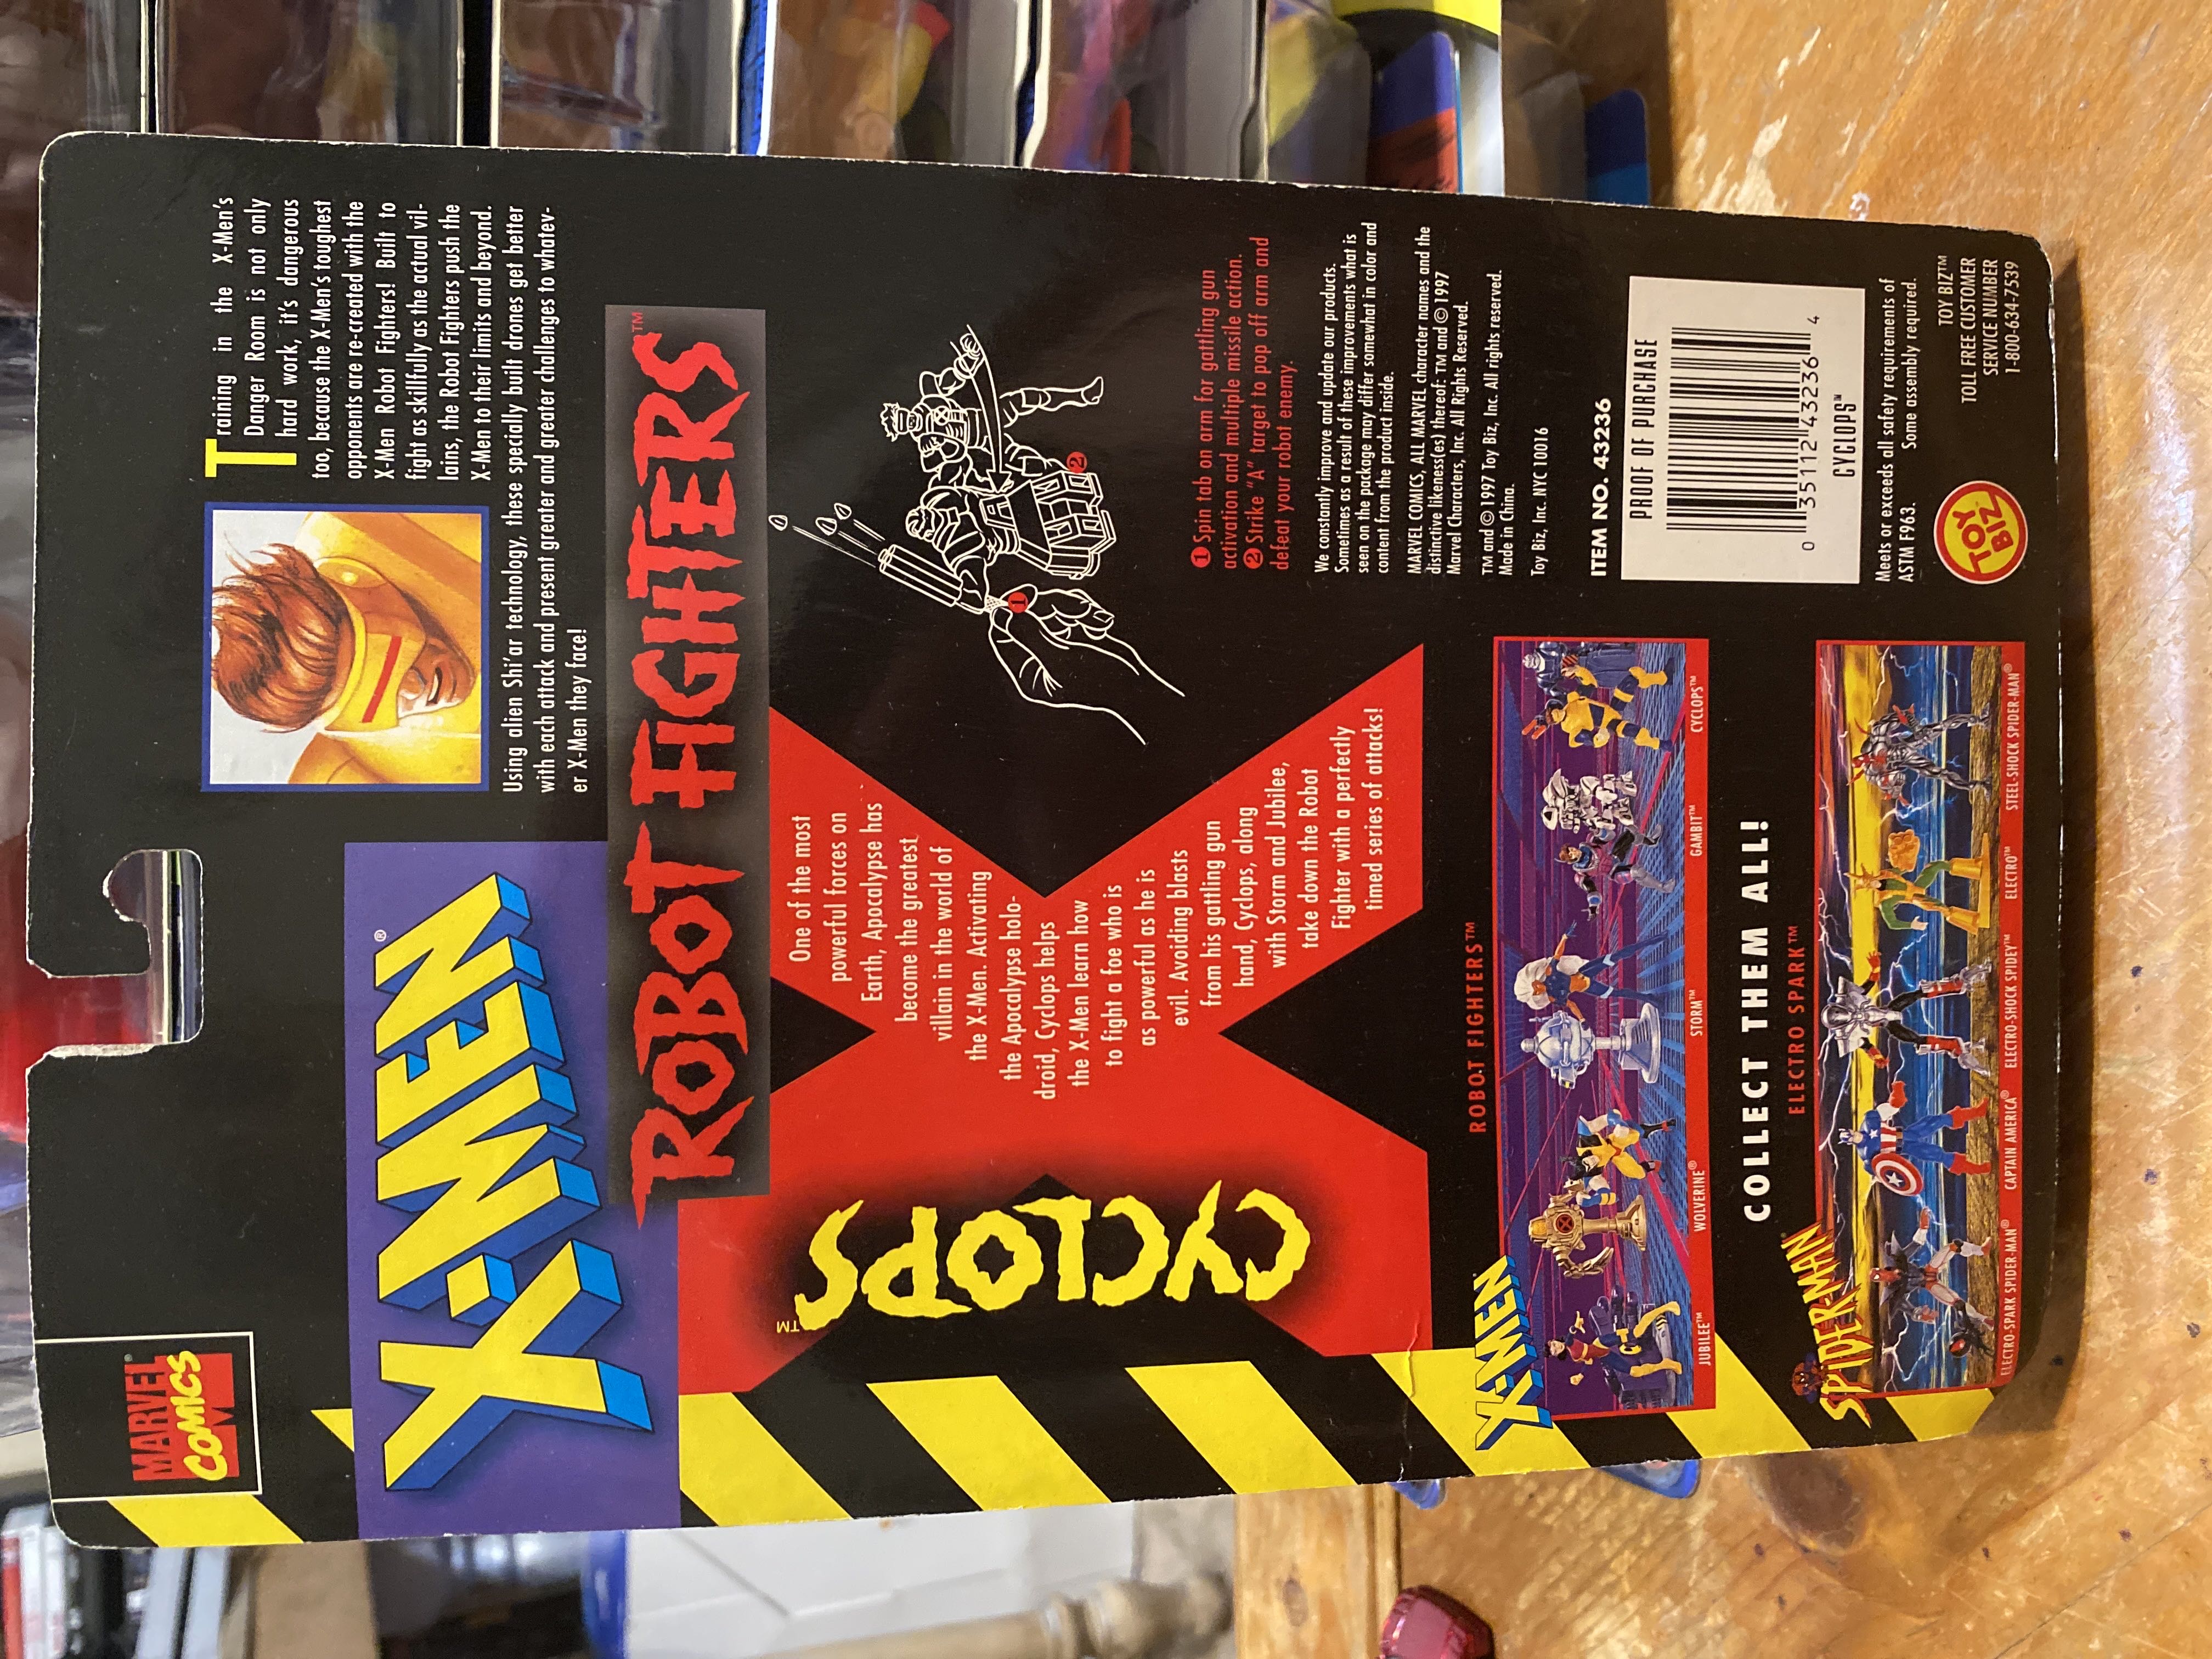 MARVEL
COMICS
X-MEN®
Training in the X-Men's
Danger Room is not only
hard work, it's dangerous
too, because the X-Men's toughest
opponents are re-created with the
X-Men Robot Fighters! Built to
fight as skillfully as the actual vil-
lains, the Robot Fighters push the
X-Men to their limits and beyond.
Using alien Shi'ar technology, these specially built drones get better
with each attack and present greater and greater challenges to whatev-
er X-Men they face!
ROBOT FIGHTERS™
CYCLOPS™
One of the most
powerful forces on
Earth, Apocalypse has
become the greatest
villain in the world of
the X-Men. Activating
the Apocalypse holo-
droid, Cyclops helps
the X-Men learn how
to fight a foe who is
as powerful as he is
evil. Avoiding blasts
from his gatling gun
hand, Cyclops, along
with Storm and Jubilee,
take down the Robot
Fighter with a perfectly
timed series of attacks!
A
1
2
1 Spin tab on arm for gatling gun
activation and multiple missile action.
2 Strike "A" target to pop off arm and
defeat your robot enemy.
We constantly improve and update our products.
Sometimes as a result of these improvements what is
seen on the package may differ somewhat in color and
content from the product inside.
MARVEL COMICS, ALL MARVEL character names and the
distinctive likeness(es) thereof: TM and © 1997
Marvel Characters, Inc. All Rights Reserved.
TM and © 1997 Toy Biz, Inc. All rights reserved.
Made in China.
Toy Biz, Inc. NYC 10016
ITEM NO. 43236
PROOF OF PURCHASE
0 35112 43236 4
CYCLOPS™
Meets or exceeds all safety requirements of
ASTM F963. Some assembly required.
TOY BIZ
TOY BIZ™
TOLL FREE CUSTOMER
SERVICE NUMBER
1-800-634-7539
X-MEN
ROBOT FIGHTERS™
JUBILEE™ WOLVERINE® STORM™ GAMBIT™ CYCLOPS™
COLLECT THEM ALL!
SPIDER-MAN
ELECTRO SPARK™
ELECTRO-SPARK SPIDER-MAN® CAPTAIN AMERICA® ELECTRO-SHOCK SPIDEY™ ELECTRO™ STEEL-SHOCK SPIDER-MAN®